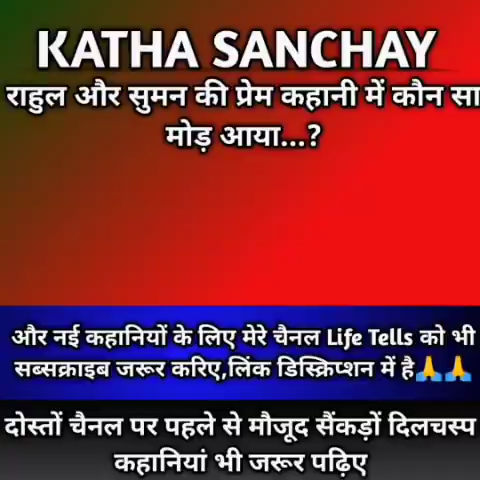 KATHA SANCHAY
राहुल और सुमन की प्रेम कहानी में कौन सा
मोड़ आया...?
और नई कहानियों के लिए मेरे चैनल Life Tells को भी
सब्सक्राइब जरूर करिए,लिंक डिस्क्रिप्शन में है🙏🙏
दोस्तों चैनल पर पहले से मौजूद सैंकड़ों दिलचस्प
कहानियां भी जरूर पढ़िए